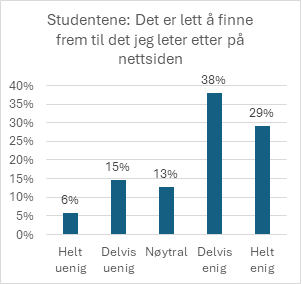 Studentene: Det er lett å finne
frem til det jeg leter etter på
nettsiden
40%
35%
30%
25%
20%
15%
10%
5%
0%
6%
15%
13%
38%
29%
Helt
uenig
Delvis
uenig
Nøytral
Delvis
enig
Helt
enig